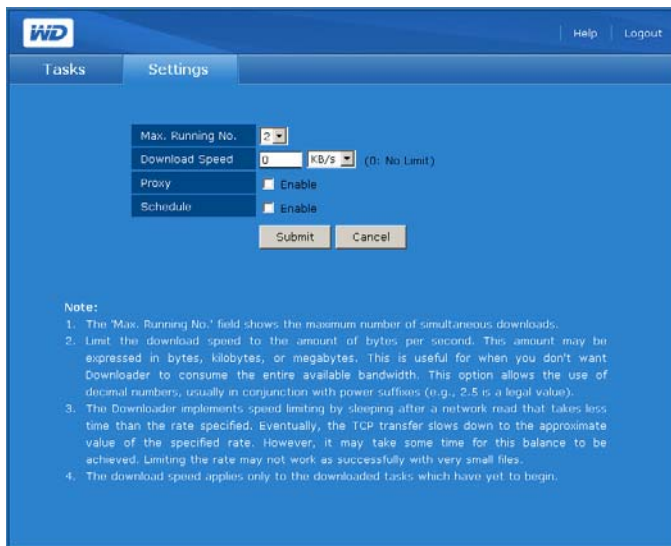 WD
Help Logout
Tasks Settings
Max. Running No. 2
Download Speed 0 KB/s (0: No Limit)
Proxy Enable
Schedule Enable
Submit Cancel
Note:
1. The 'Max. Running No.' field shows the maximum number of simultaneous downloads.
2. Limit the download speed to the amount of bytes per second. This amount may be
expressed in bytes, kilobytes, or megabytes. This is useful for when you don't want
Downloader to consume the entire available bandwidth. This option allows the use of
decimal numbers, usually in conjunction with power suffixes (e.g., 2.5 is a legal value).
3. The Downloader implements speed limiting by sleeping after a network read that takes less
time than the rate specified. Eventually, the TCP transfer slows down to the approximate
value of the specified rate. However, it may take some time for this balance to be
achieved. Limiting the rate may not work as successfully with very small files.
4. The download speed applies only to the downloaded tasks which have yet to begin.